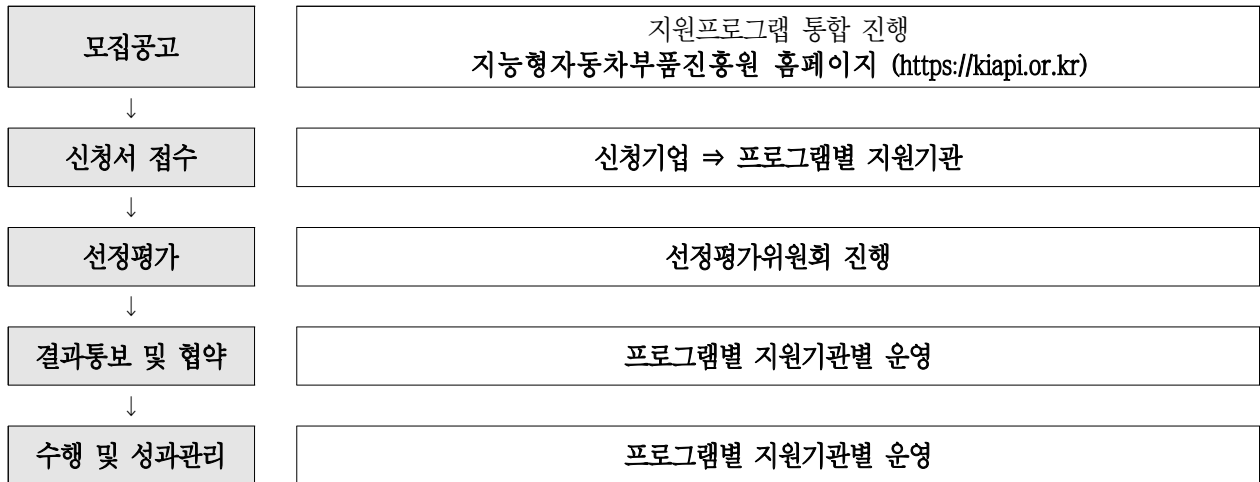 모집공고
지원프로그랩 통합 진행
지능형자동차부품진흥원 홈페이지 (https://kiapi.or.kr)
↓
신청서 접수
신청기업 ⇒ 프로그램별 지원기관
↓
선정평가
선정평가위원회 진행
↓
결과통보 및 협약
프로그램별 지원기관별 운영
↓
수행 및 성과관리
프로그램별 지원기관별 운영